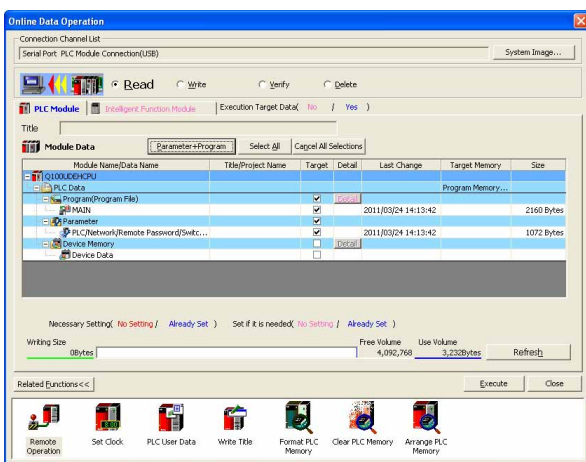 Online Data Operation
Connection Channel List
Serial Port PLC Module Connection(USB)
System Image...
Read Write Verify Delete
PLC Module Intelligent Function Module Execution Target Data( No / Yes )
Title
Module Data Parameter+Program Select All Cancel All Selections
Module Name/Data Name Title/Project Name Target Detail Last Change Target Memory Size
Q100UDEHCPU
PLC Data Program Memory...
Program(Program File) Detail
MAIN 2011/03/24 14:13:42 2160 Bytes
Parameter
PLC/Network/Remote Password/Switc... 2011/03/24 14:13:42 1072 Bytes
Device Memory Detail
Device Data
Necessary Setting( No Setting / Already Set ) Set if it is needed( No Setting / Already Set )
Writing Size Free Volume Use Volume
0Bytes 4,092,768 3,232Bytes Refresh
Related Functions<< Execute Close
Remote Operation
Set Clock
PLC User Data
Write Title
Format PLC Memory
Clear PLC Memory
Arrange PLC Memory